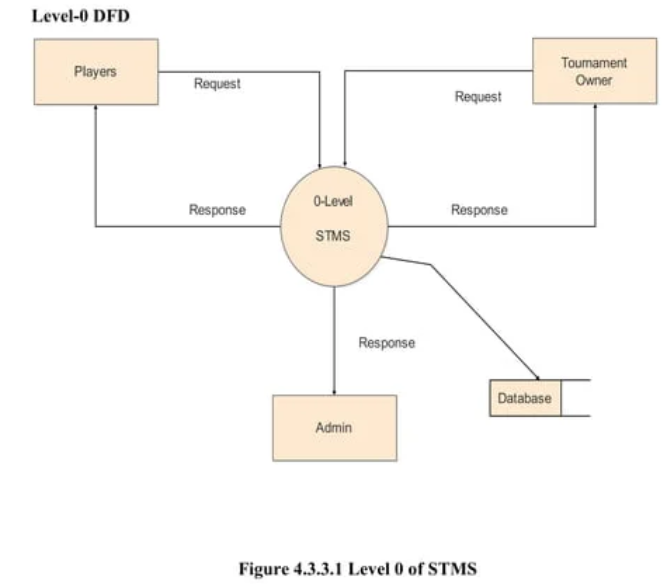 Level-0 DFD
Players
Request
Tournament
Owner
Request
Response
0-Level
STMS
Response
Response
Database
Admin
Figure 4.3.3.1 Level 0 of STMS